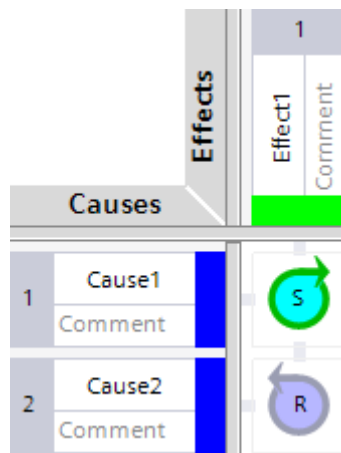 1
Effects
Effect1
Comment
Causes
1
Cause1
Comment
S
2
Cause2
Comment
R